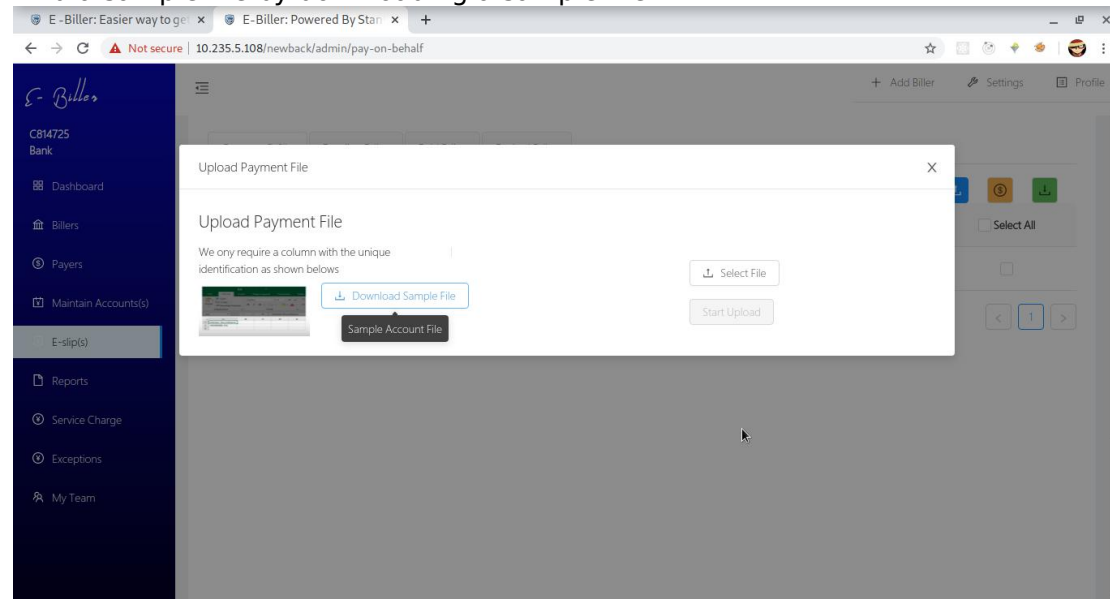 E -Biller: Easier way to get
E-Biller: Powered By Stan
Not secure | 10.235.5.108/newback/admin/pay-on-behalf
E- Biller
+ Add Biller
Settings
Profile
C814725
Bank
Dashboard
Billers
Payers
Maintain Accounts(s)
E-slip(s)
Reports
Service Charge
Exceptions
My Team
Upload Payment File
X
Upload Payment File
We ony require a column with the unique
identification as shown belows
Download Sample File
Sample Account File
Select File
Start Upload
Select All
< 1 >